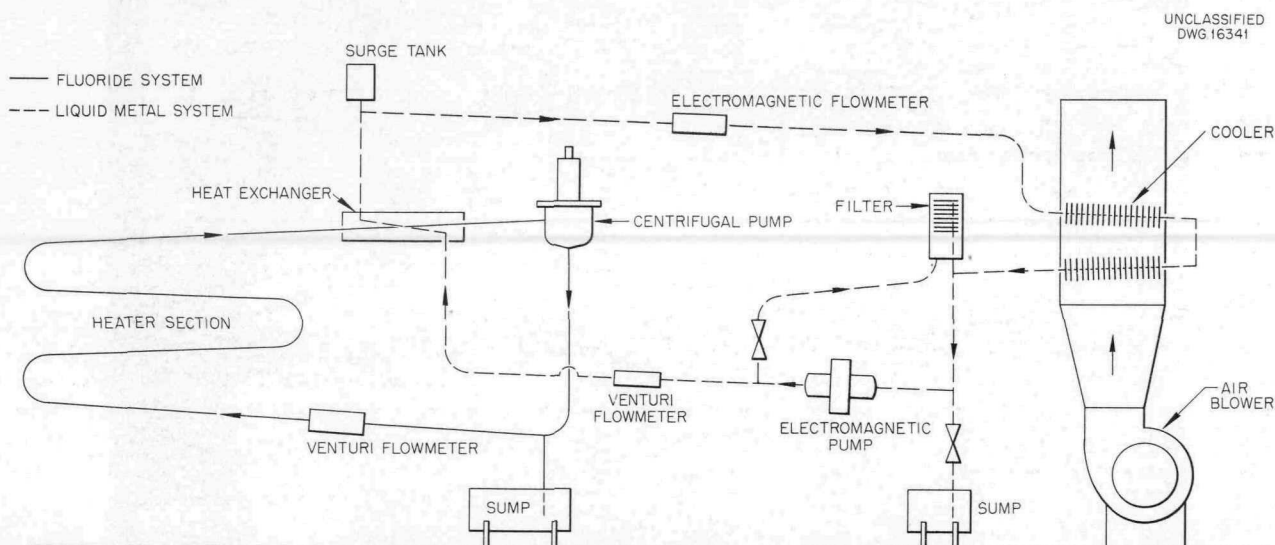 UNCLASSIFIED
DWG. 16341
SURGE TANK
FLUORIDE SYSTEM
LIQUID METAL SYSTEM
ELECTROMAGNETIC FLOWMETER
COOLER
HEAT EXCHANGER
FILTER
CENTRIFUGAL PUMP
HEATER SECTION
VENTURI
FLOWMETER
AIR
BLOWER
ELECTROMAGNETIC
PUMP
VENTURI FLOWMETER
SUMP
SUMP